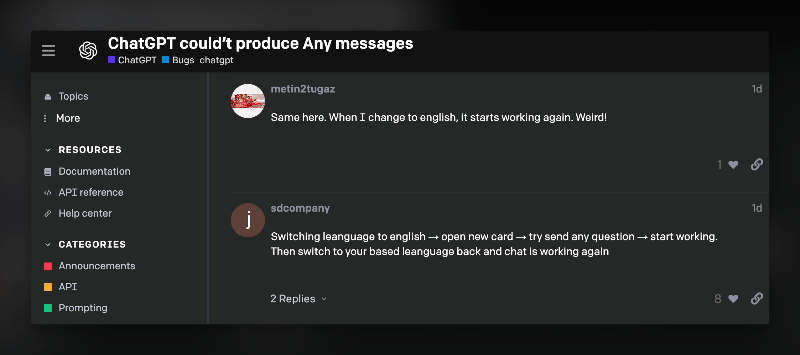 ChatGPT couldn't produce Any messages
ChatGPT Bugs chatgpt
Topics
More
RESOURCES
Documentation
API reference
Help center
CATEGORIES
Announcements
API
Prompting
metin2tugaz 1d
Same here. When I change to english, it starts working again. Weird!
1
j
sdcompany 1d
Switching leanguage to english → open new card → try send any question → start working.
Then switch to your based leanguage back and chat is working again
2 Replies
8